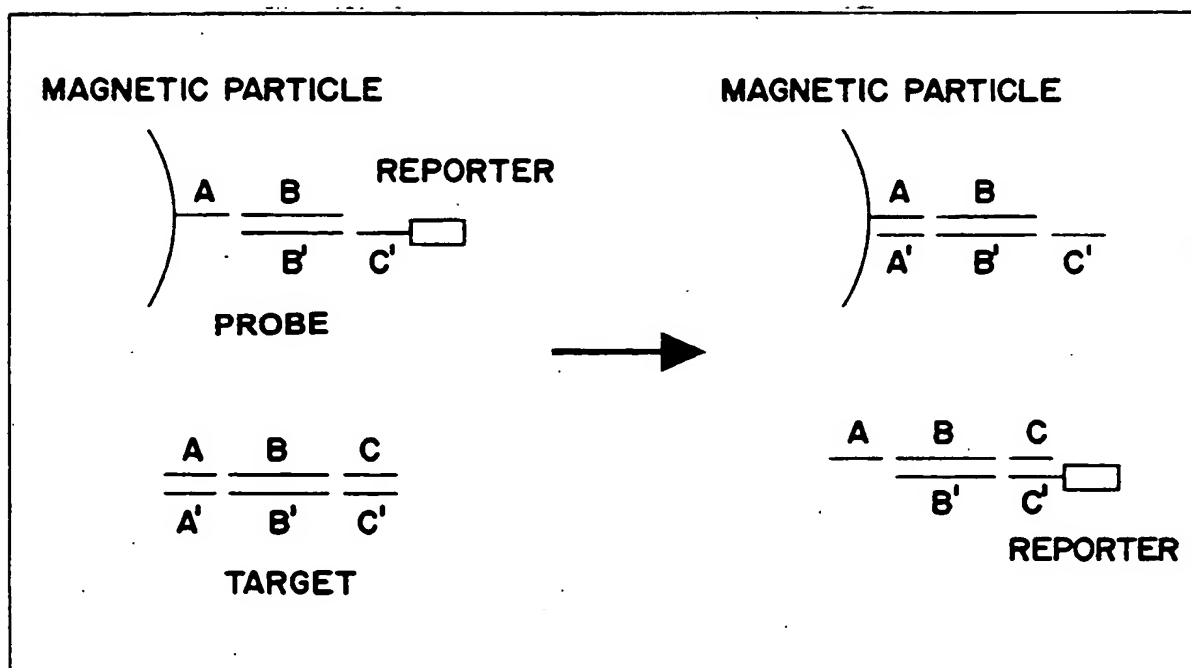 MAGNETIC PARTICLE
A B
REPORTER
B' C'
PROBE
A B C
A' B' C'
TARGET
MAGNETIC PARTICLE
A B
A' B' C'
A B C
B' C'
REPORTER